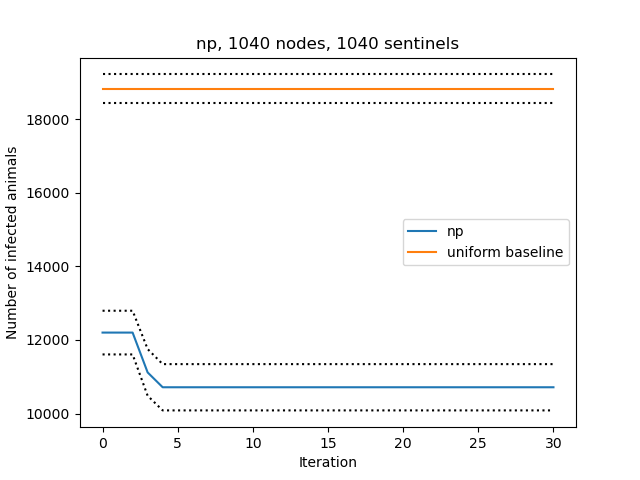 np, 1040 nodes, 1040 sentinels
Number of infected animals
18000
16000
14000
12000
10000
np
uniform baseline
0 5 10 15 20 25 30
Iteration